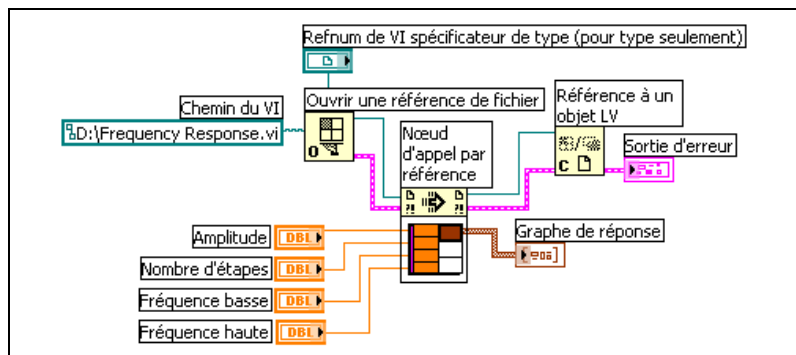 Refnum de VI spécificateur de type (pour type seulement)
Chemin du VI
Ouvrir une référence de fichier
Référence à un
objet LV
D:\Frequency Response.vi
O
Nœud
d'appel par
référence
C
Sortie d'erreur
Amplitude
DBL
Graphe de réponse
Nombre d'étapes
DBL
Fréquence basse
DBL
Fréquence haute
DBL